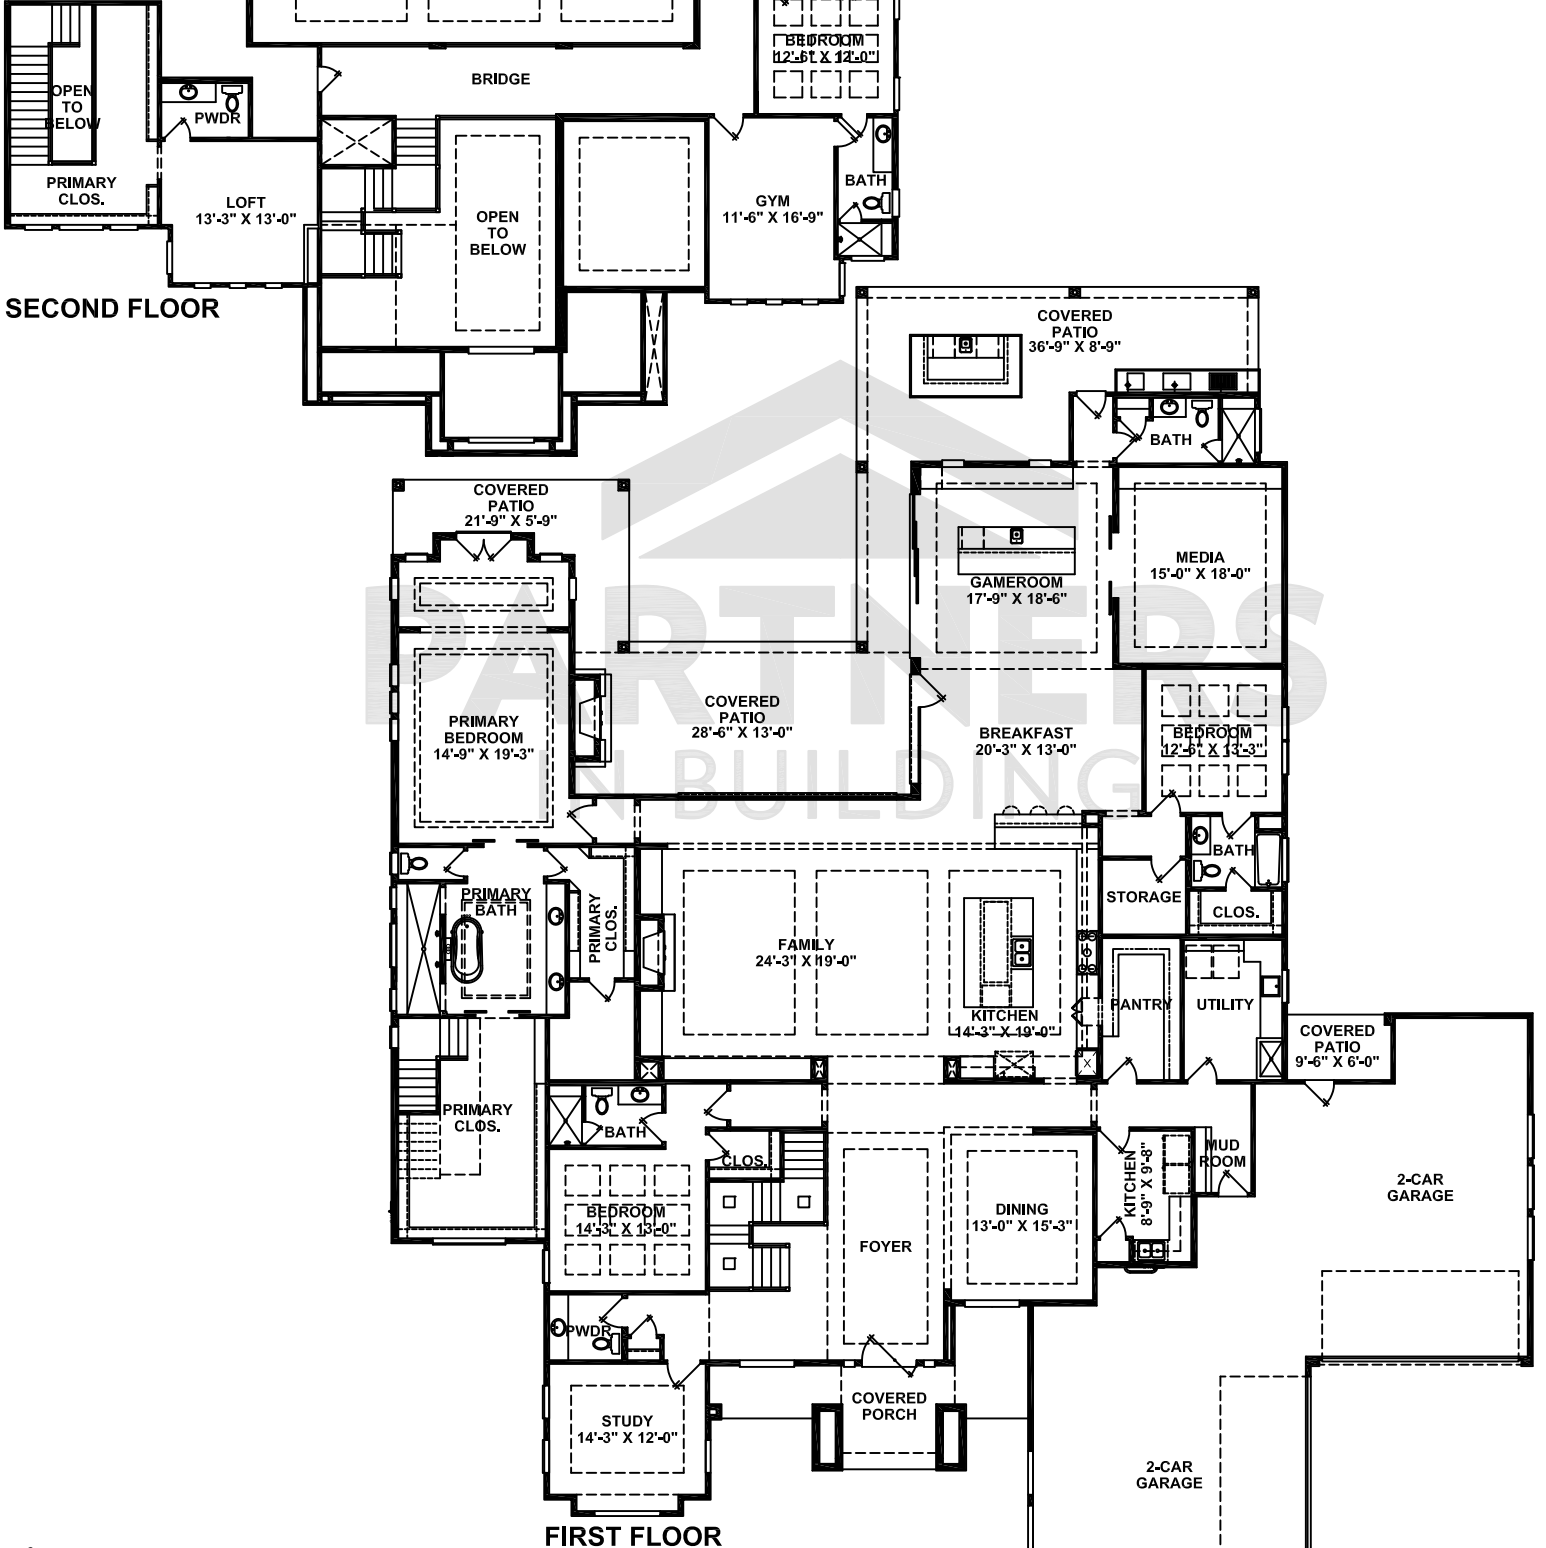 BEDROOM
12'-6" X 12'-0"
BRIDGE
OPEN
TO
BELOW
PWDR
PRIMARY
CLOS.
LOFT
13'-3" X 13'-0"
OPEN
TO
BELOW
GYM
11'-6" X 16'-9"
BATH
SECOND FLOOR
COVERED
PATIO
36'-9" X 8'-9"
BATH
COVERED
PATIO
21'-9" X 5'-9"
GAMEROOM
17'-9" X 18'-6"
MEDIA
15'-0" X 18'-0"
PARTNERS
IN BUILDING
PRIMARY
BEDROOM
14'-9" X 19'-3"
COVERED
PATIO
28'-6" X 13'-0"
BREAKFAST
20'-3" X 13'-0"
BEDROOM
12'-6" X 13'-3"
BATH
STORAGE
CLOS.
PRIMARY
BATH
PRIMARY
CLOS.
FAMILY
24'-3" X 19'-0"
KITCHEN
14'-3" X 19'-0"
PANTRY
UTILITY
COVERED
PATIO
9'-6" X 6'-0"
PRIMARY
CLOS.
BATH
CLOS.
BEDROOM
14'-3" X 13'-0"
FOYER
DINING
13'-0" X 15'-3"
KITCHEN
8'-9" X 9'-8"
MUD
ROOM
2-CAR
GARAGE
PWDR
STUDY
14'-3" X 12'-0"
COVERED
PORCH
2-CAR
GARAGE
FIRST FLOOR